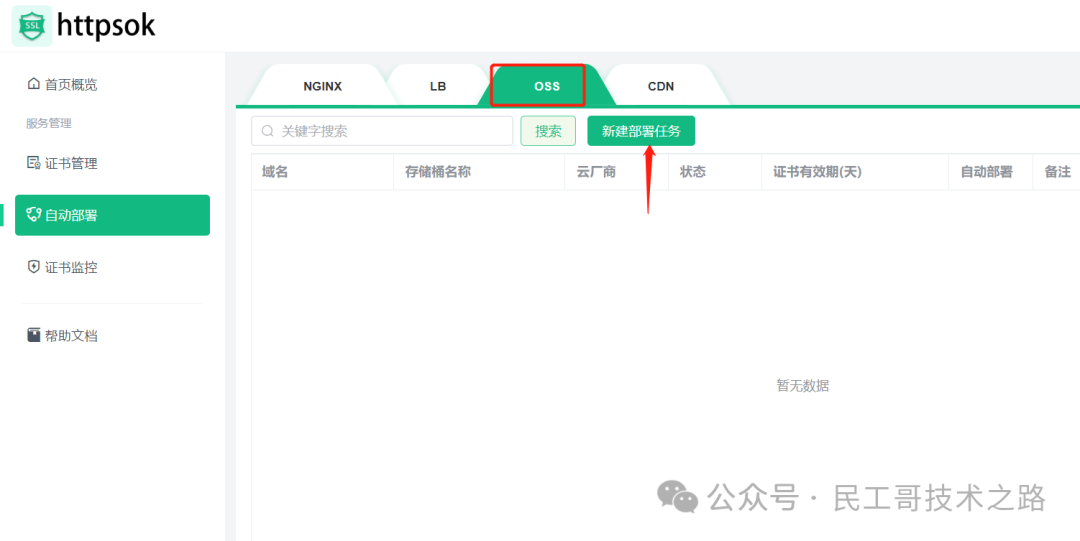 SSL httpsok
首页概览
服务管理
证书管理
自动部署
证书监控
帮助文档
NGINX LB OSS CDN
关键字搜索 搜索 新建部署任务
域名 存储桶名称 云厂商 状态 证书有效期(天) 自动部署 备注
暂无数据
公众号 · 民工哥技术之路